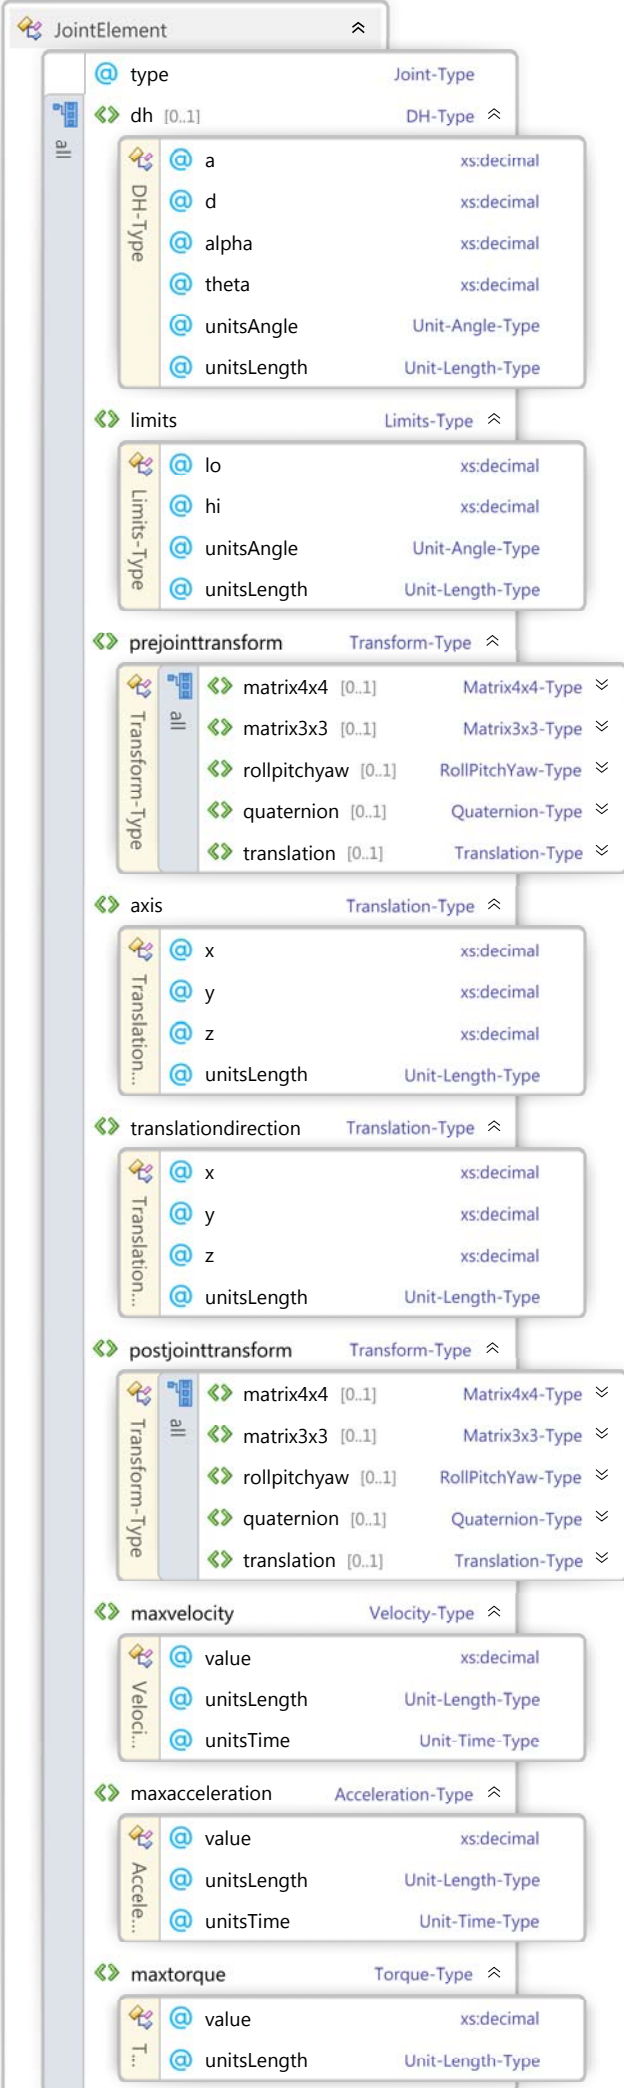 JointElement
type Joint-Type
all
dh [0..1] DH-Type
DH-Type
a xs:decimal
d xs:decimal
alpha xs:decimal
theta xs:decimal
unitsAngle Unit-Angle-Type
unitsLength Unit-Length-Type
limits Limits-Type
Limits-Type
lo xs:decimal
hi xs:decimal
unitsAngle Unit-Angle-Type
unitsLength Unit-Length-Type
prejointtransform Transform-Type
Transform-Type
all
matrix4x4 [0..1] Matrix4x4-Type
matrix3x3 [0..1] Matrix3x3-Type
rollpitchyaw [0..1] RollPitchYaw-Type
quaternion [0..1] Quaternion-Type
translation [0..1] Translation-Type
axis Translation-Type
Translation...
x xs:decimal
y xs:decimal
z xs:decimal
unitsLength Unit-Length-Type
translationdirection Translation-Type
Translation...
x xs:decimal
y xs:decimal
z xs:decimal
unitsLength Unit-Length-Type
postjointtransform Transform-Type
Transform-Type
all
matrix4x4 [0..1] Matrix4x4-Type
matrix3x3 [0..1] Matrix3x3-Type
rollpitchyaw [0..1] RollPitchYaw-Type
quaternion [0..1] Quaternion-Type
translation [0..1] Translation-Type
maxvelocity Velocity-Type
Veloci...
value xs:decimal
unitsLength Unit-Length-Type
unitsTime Unit-Time-Type
maxacceleration Acceleration-Type
Accele...
value xs:decimal
unitsLength Unit-Length-Type
unitsTime Unit-Time-Type
maxtorque Torque-Type
T...
value xs:decimal
unitsLength Unit-Length-Type